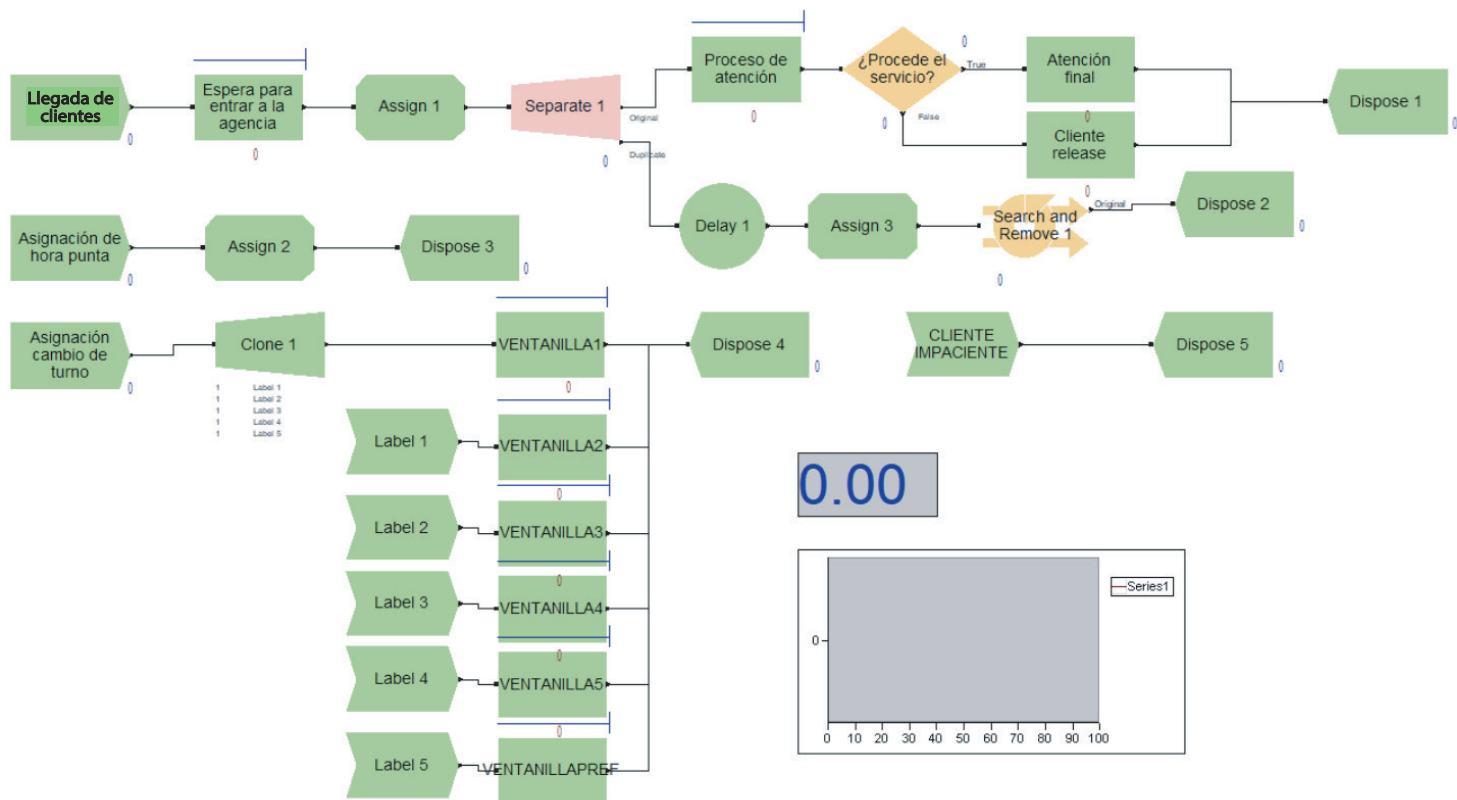 Llegada de
clientes
0
Espera para
entrar a la
agencia
0
Assign 1
Separate 1
Original
Duplicate
0
Proceso de
atención
0
¿Procede el
servicio?
0
True
False
0
Atención
final
0
Cliente
release
0
Dispose 1
0
Delay 1
Assign 3
Search and
Remove 1
Original
0
Dispose 2
0
Asignación de
hora punta
0
Assign 2
Dispose 3
0
Asignación
cambio de
turno
0
Clone 1
1 Label 1
1 Label 2
1 Label 3
1 Label 4
1 Label 5
VENTANILLA1
0
Dispose 4
0
CLIENTE
IMPACIENTE
Dispose 5
0
Label 1
VENTANILLA2
0
Label 2
VENTANILLA3
0
Label 3
VENTANILLA4
0
Label 4
VENTANILLA5
0
Label 5
VENTANILLAPREF
0.00
Series1
0
0 10 20 30 40 50 60 70 80 90 100